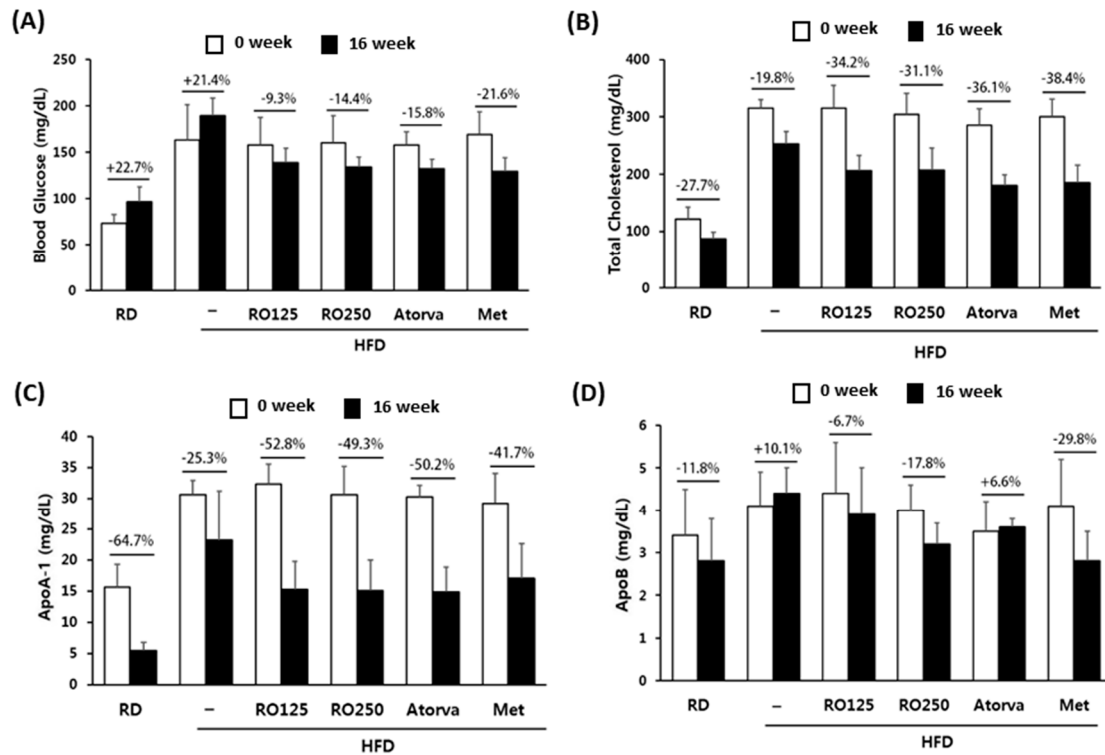 (A)
0 week 16 week
Blood Glucose (mg/dL)
250
200
150
100
50
0
+22.7%
+21.4%
-9.3%
-14.4%
-15.8%
-21.6%
RD – RO125 RO250 Atorva Met
HFD
(B)
0 week 16 week
Total Cholesterol (mg/dL)
400
300
200
100
0
-27.7%
-19.8%
-34.2%
-31.1%
-36.1%
-38.4%
RD – RO125 RO250 Atorva Met
HFD
(C)
0 week 16 week
ApoA-1 (mg/dL)
40
35
30
25
20
15
10
5
0
-64.7%
-25.3%
-52.8%
-49.3%
-50.2%
-41.7%
RD – RO125 RO250 Atorva Met
HFD
(D)
0 week 16 week
ApoB (mg/dL)
6
5
4
3
2
1
0
-11.8%
+10.1%
-6.7%
-17.8%
+6.6%
-29.8%
RD – RO125 RO250 Atorva Met
HFD